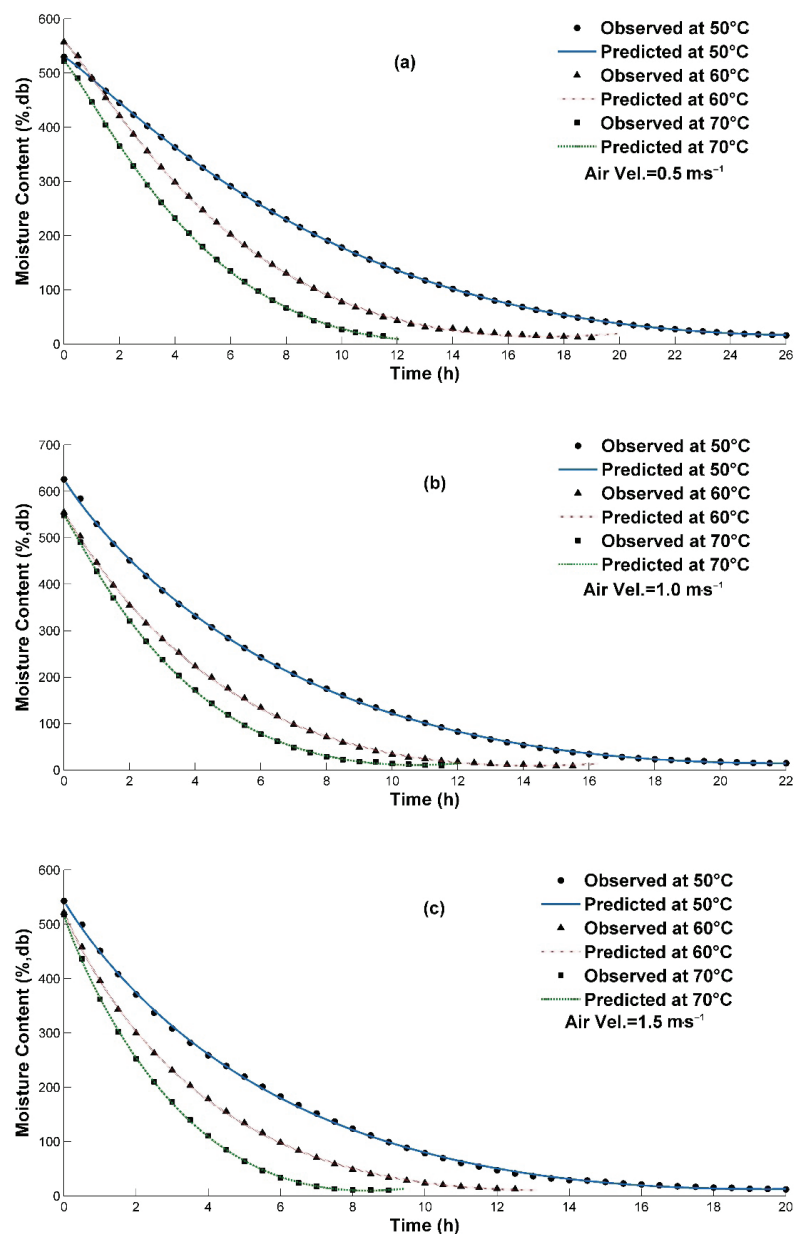 600
500
400
300
200
100
0
Moisture Content (%,db)
(a)
Observed at 50°C
Predicted at 50°C
Observed at 60°C
Predicted at 60°C
Observed at 70°C
Predicted at 70°C
Air Vel.=0.5 m·s⁻¹
0 2 4 6 8 10 12 14 16 18 20 22 24 26
Time (h)
700
600
500
400
300
200
100
0
Moisture Content (%,db)
(b)
Observed at 50°C
Predicted at 50°C
Observed at 60°C
Predicted at 60°C
Observed at 70°C
Predicted at 70°C
Air Vel.=1.0 m·s⁻¹
0 2 4 6 8 10 12 14 16 18 20 22
Time (h)
600
500
400
300
200
100
0
Moisture Content (%,db)
(c)
Observed at 50°C
Predicted at 50°C
Observed at 60°C
Predicted at 60°C
Observed at 70°C
Predicted at 70°C
Air Vel.=1.5 m·s⁻¹
0 2 4 6 8 10 12 14 16 18 20
Time (h)